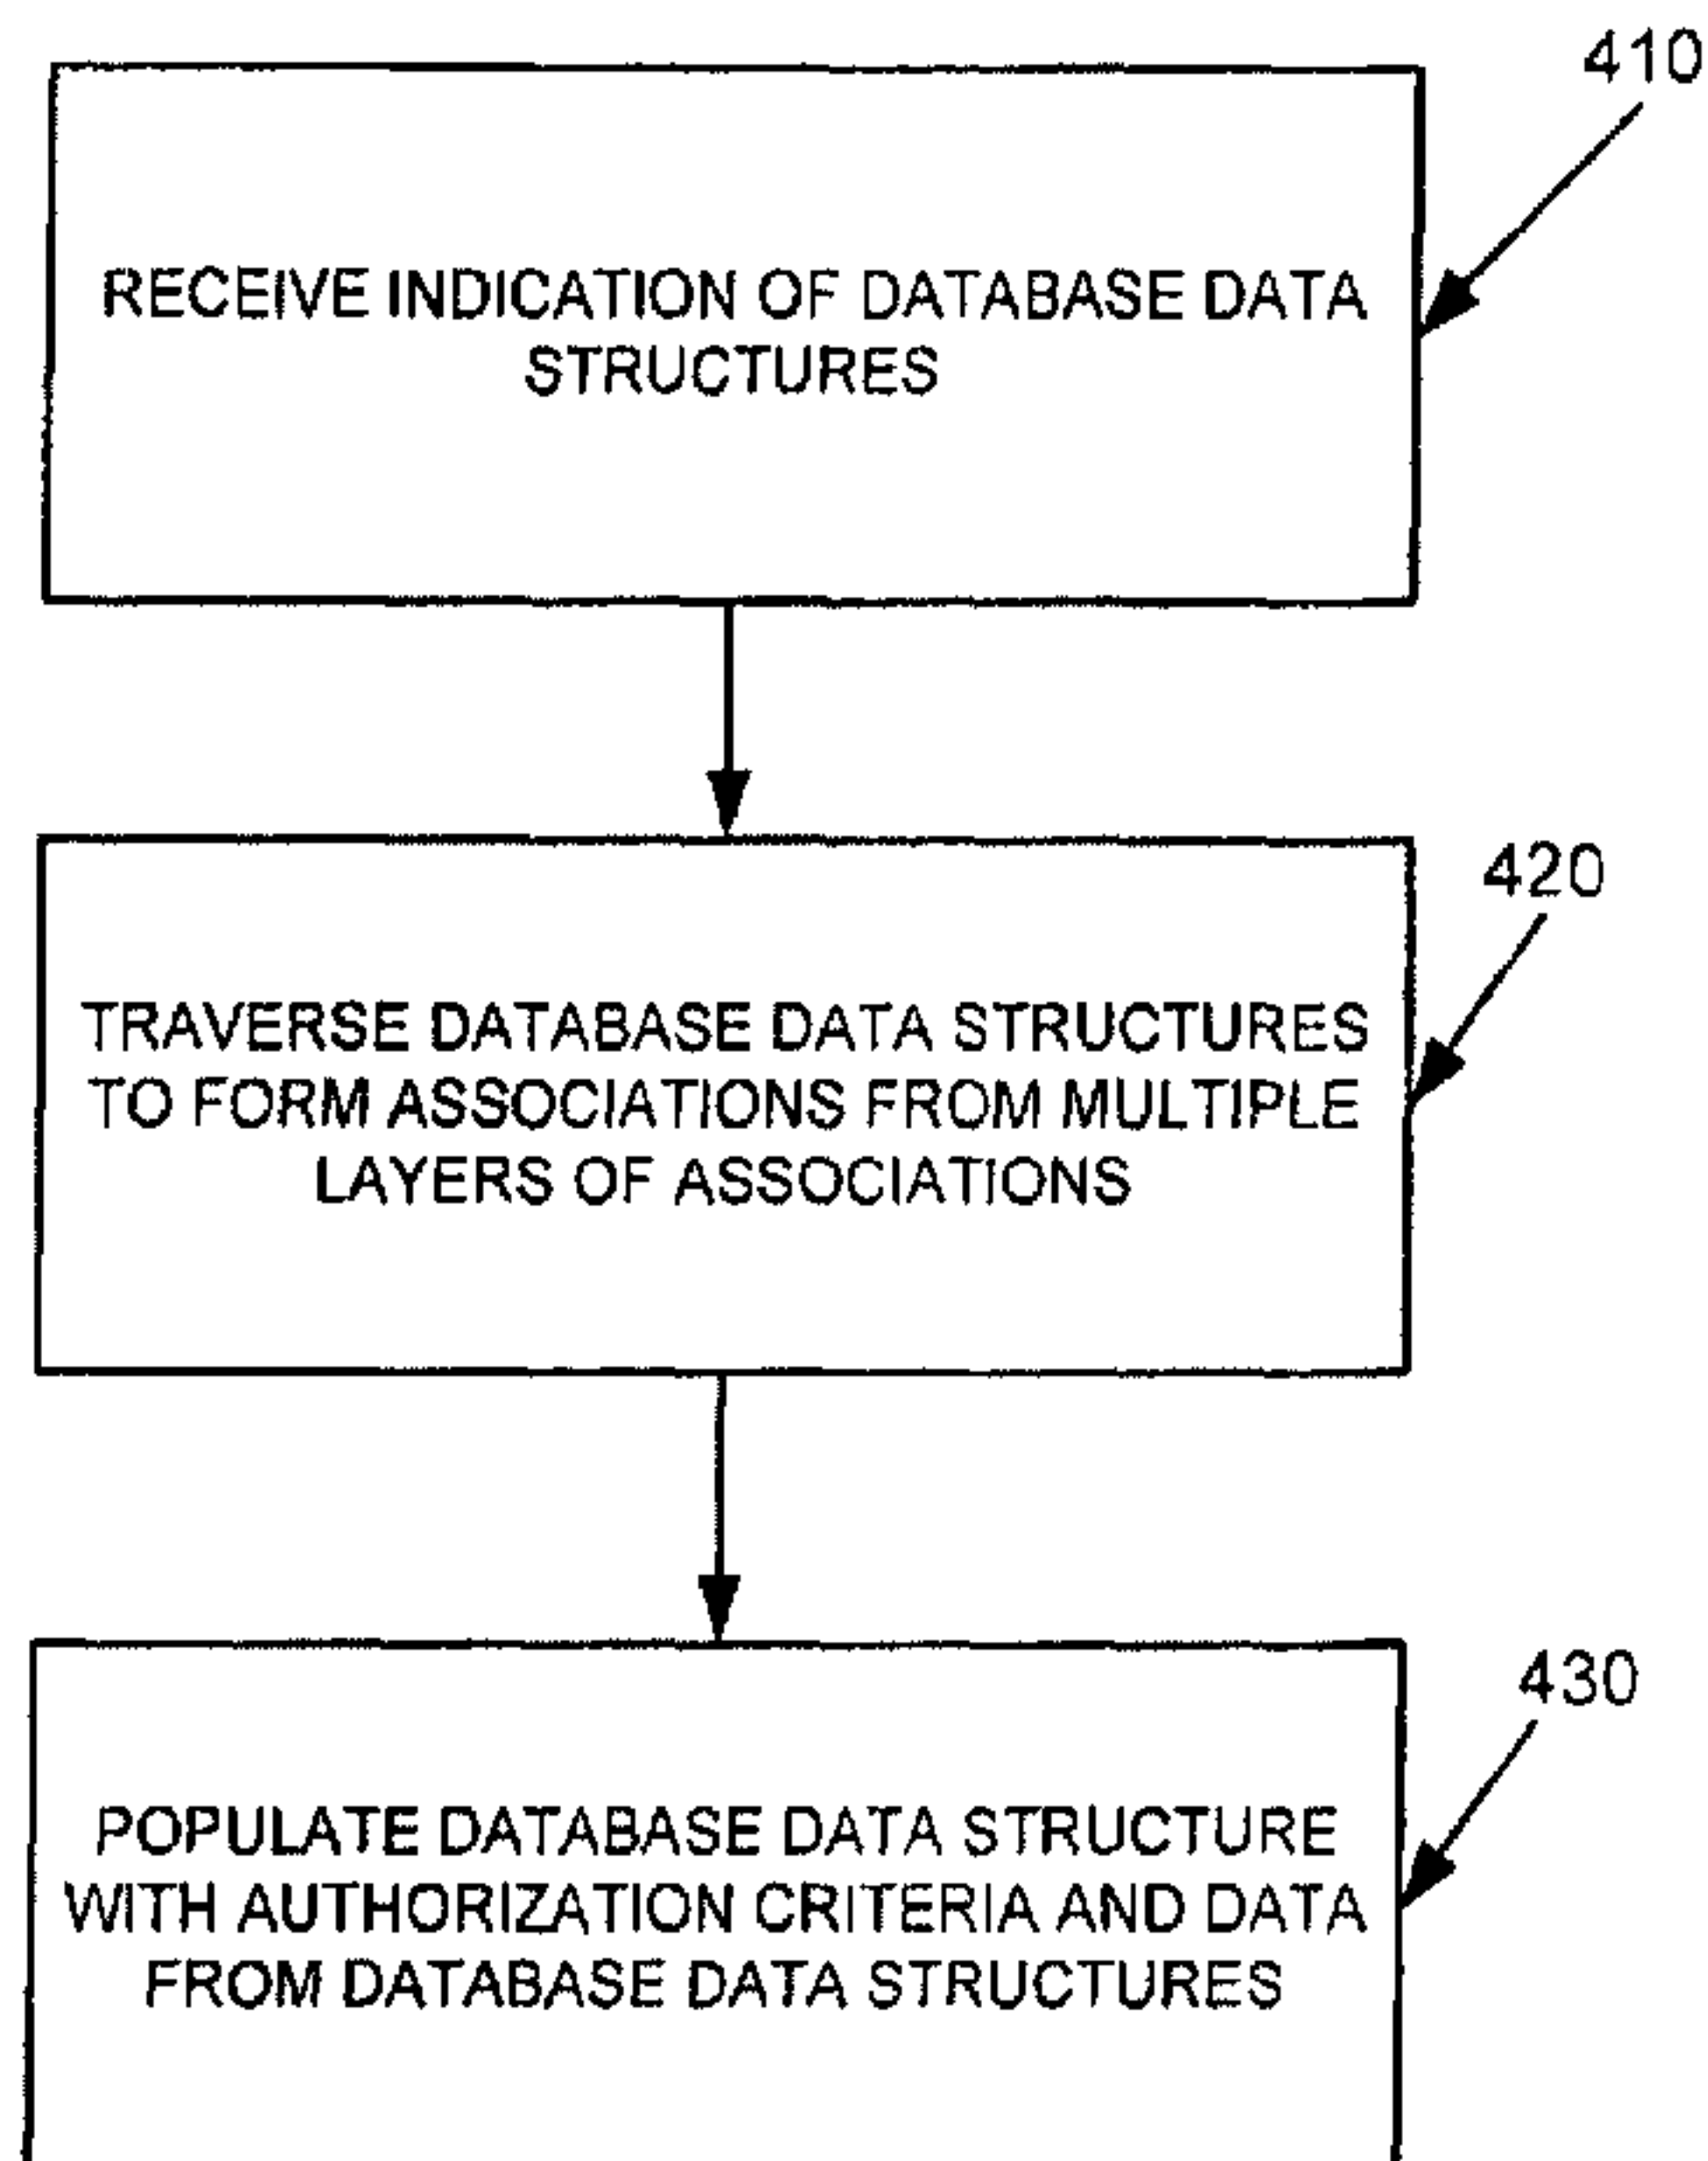 410
RECEIVE INDICATION OF DATABASE DATA
STRUCTURES
420
TRAVERSE DATABASE DATA STRUCTURES
TO FORM ASSOCIATIONS FROM MULTIPLE
LAYERS OF ASSOCIATIONS
430
POPULATE DATABASE DATA STRUCTURE
WITH AUTHORIZATION CRITERIA AND DATA
FROM DATABASE DATA STRUCTURES